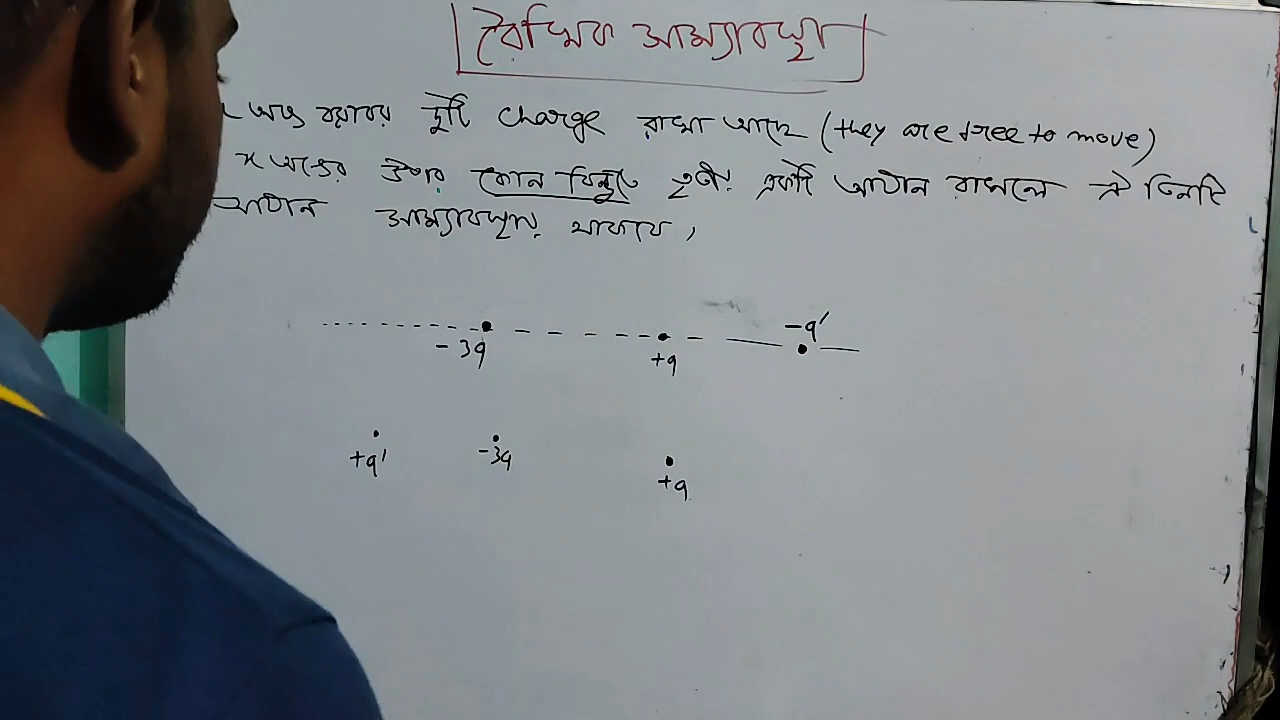 রৈখিক সাম্যাবস্থা
অক্ষ বরাবর দুটি charge রাখা আছে (they are free to move)
x অক্ষের উপর কোন বিন্দুতে তৃতীয় একটি আধান রাখলে ঐ তিনটি
আধান সাম্যাবস্থায় থাকবে,
-q'
-3q +q
+q' -3q +q